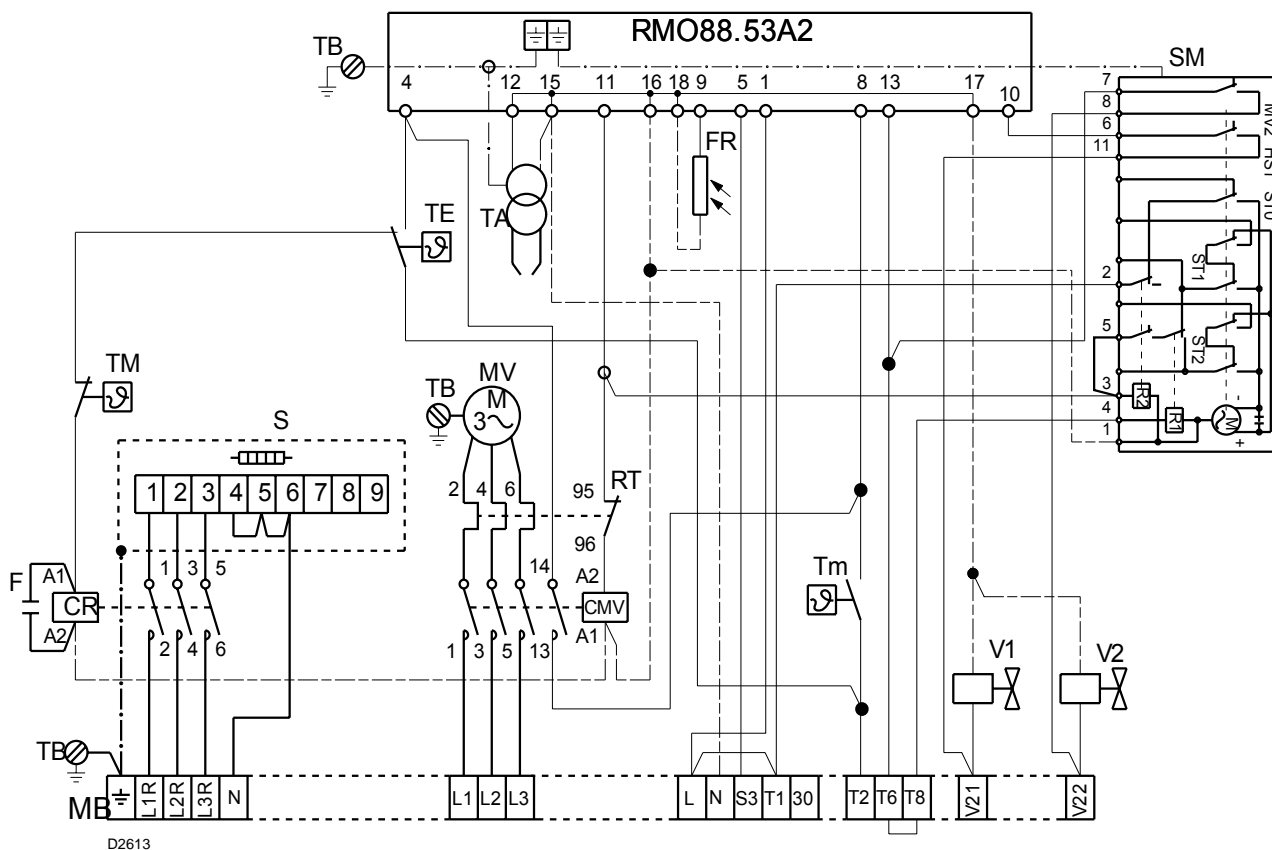 RMO88.53A2
TB
SM
4 12 15 11 16 18 9 5 1 8 13 17 10
7
8
6
11
2
5
3
4
1
MV2
HS1
ST0
ST1
ST2
R2
R1
M
-
+
FR
TA
TE
TM
TB
MV
M
3~
S
1 2 3 4 5 6 7 8 9
2 4 6
95
RT
96
14
A2
CMV
A1
1 3 5 13
F
A1
CR
A2
1 3 5
2 4 6
Tm
V1
V2
TB
MB
L1R L2R L3R N
L1 L2 L3
L N S3 T1 30
T2 T6 T8
V21
V22
D2613